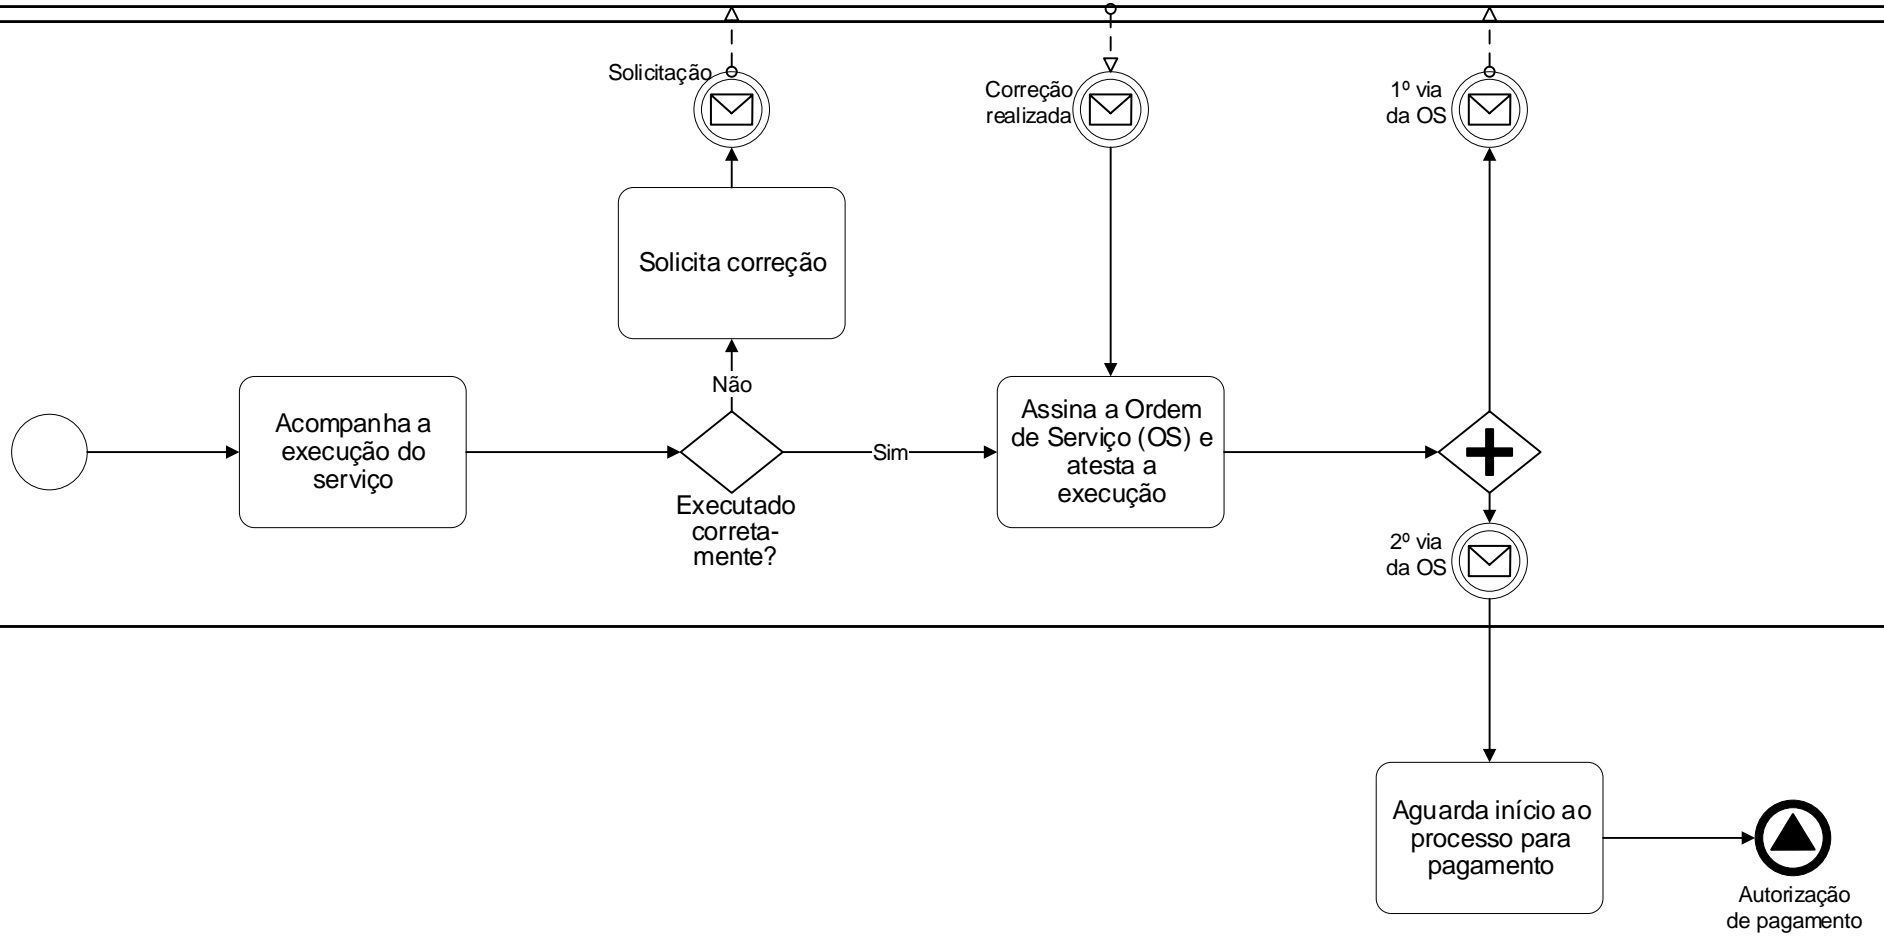 Solicitação
Correção
realizada
1º via
da OS
Solicita correção
Não
Acompanha a
execução do
serviço
Sim
Assina a Ordem
de Serviço (OS) e
atesta a
execução
Executado
correta-
mente?
2º via
da OS
Aguarda início ao
processo para
pagamento
Autorização
de pagamento